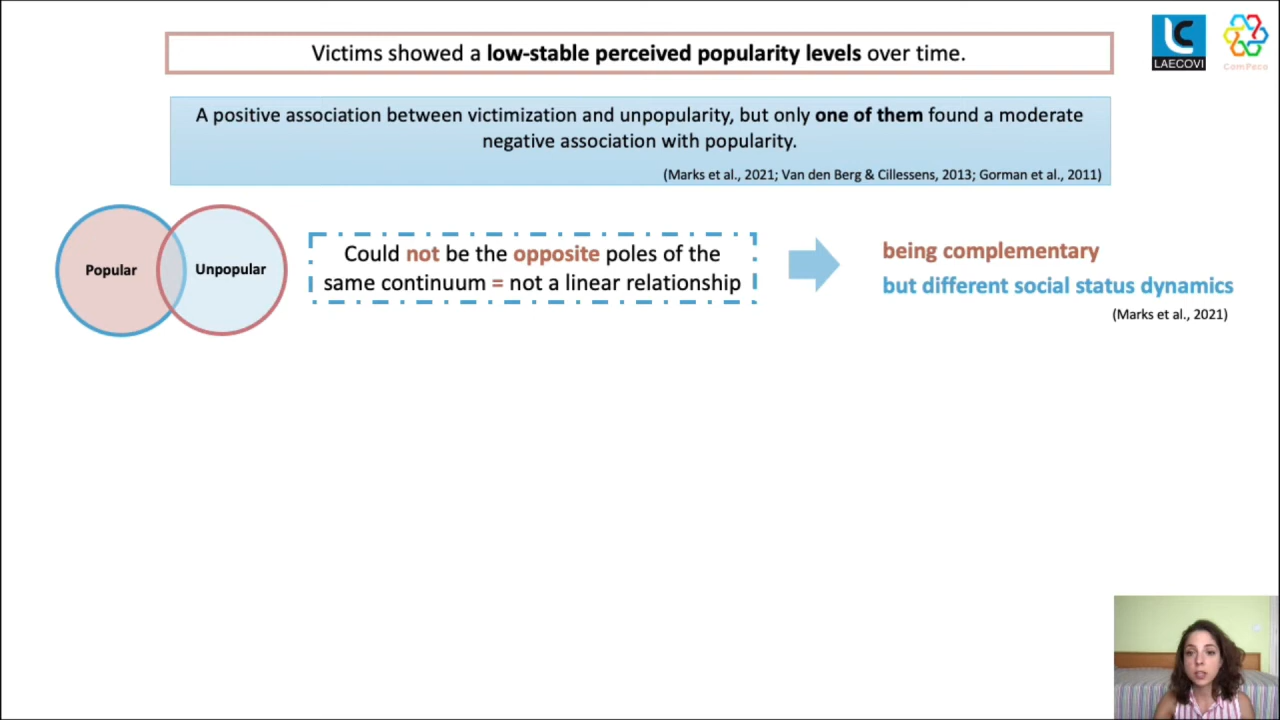 Victims showed a low-stable perceived popularity levels over time.
LAECOVI
ComPeco
A positive association between victimization and unpopularity, but only one of them found a moderate
negative association with popularity.
(Marks et al., 2021; Van den Berg & Cillessens, 2013; Gorman et al., 2011)
Popular
Unpopular
Could not be the opposite poles of the
same continuum = not a linear relationship
being complementary
but different social status dynamics
(Marks et al., 2021)